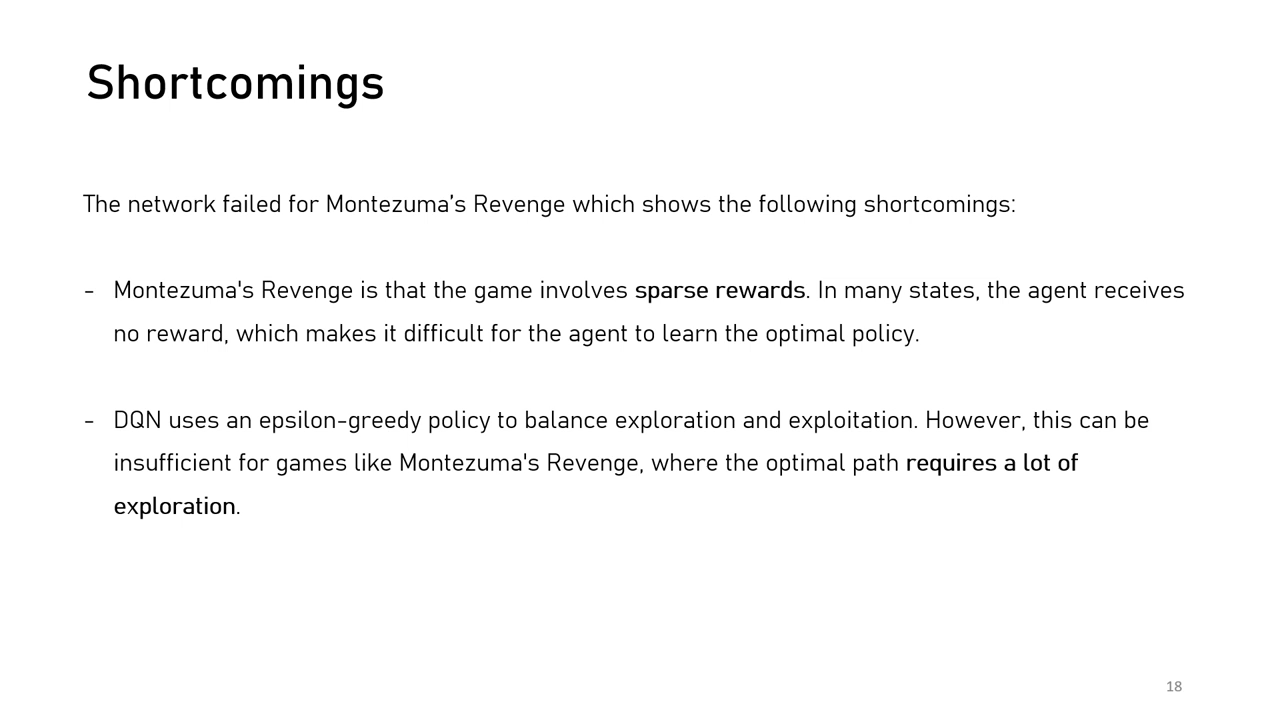 Shortcomings
The network failed for Montezuma’s Revenge which shows the following shortcomings:
- Montezuma's Revenge is that the game involves sparse rewards. In many states, the agent receives
no reward, which makes it difficult for the agent to learn the optimal policy.
- DQN uses an epsilon-greedy policy to balance exploration and exploitation. However, this can be
insufficient for games like Montezuma's Revenge, where the optimal path requires a lot of
exploration.
18